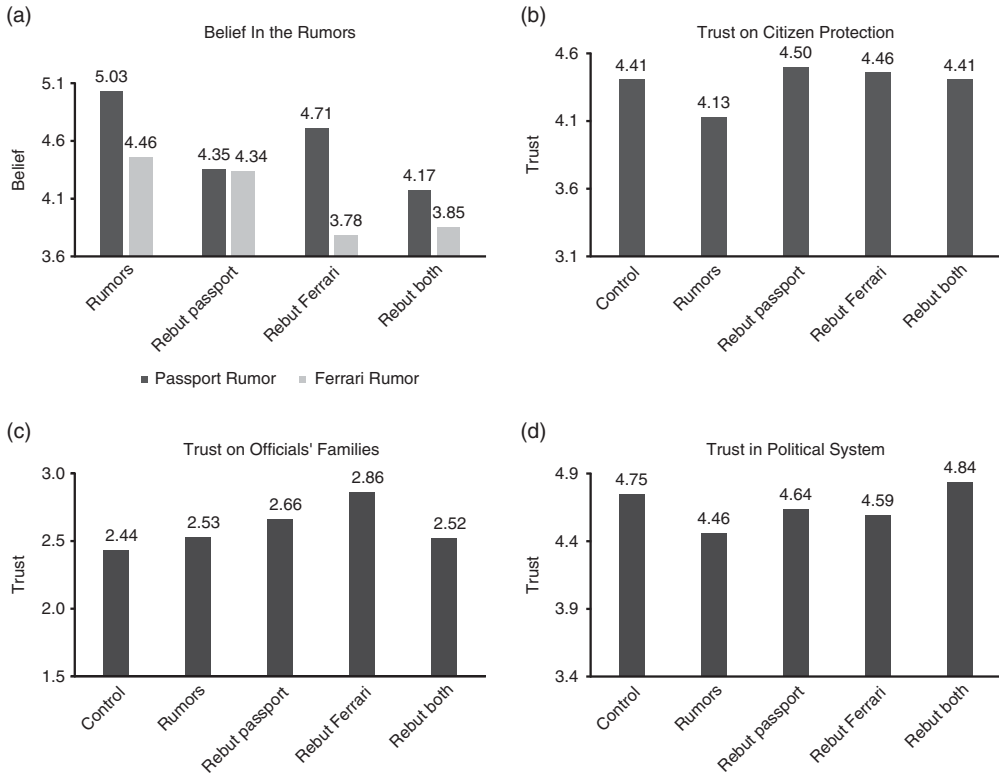 (a)
Belief In the Rumors
Belief
5.1
4.6
4.1
3.6
5.03
4.46
4.35
4.34
4.71
3.78
4.17
3.85
Rumors
Rebut passport
Rebut Ferrari
Rebut both
Passport Rumor
Ferrari Rumor
(b)
Trust on Citizen Protection
Trust
4.6
4.1
3.6
3.1
4.41
4.13
4.50
4.46
4.41
Control
Rumors
Rebut passport
Rebut Ferrari
Rebut both
(c)
Trust on Officials' Families
Trust
3.0
2.5
2.0
1.5
2.44
2.53
2.66
2.86
2.52
Control
Rumors
Rebut passport
Rebut Ferrari
Rebut both
(d)
Trust in Political System
Trust
4.9
4.4
3.9
3.4
4.75
4.46
4.64
4.59
4.84
Control
Rumors
Rebut passport
Rebut Ferrari
Rebut both